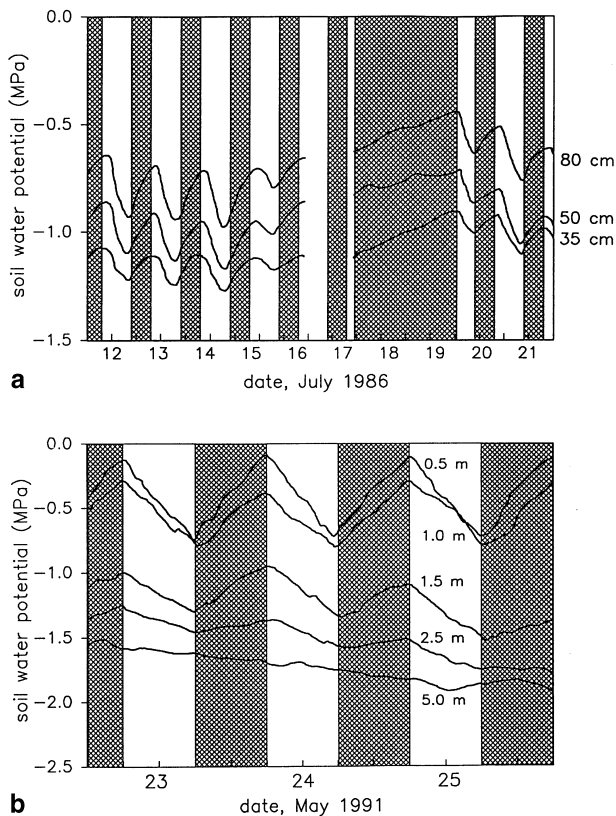 0.0
-0.5
-1.0
-1.5
soil water potential (MPa)
80 cm
50 cm
35 cm
12 13 14 15 16 17 18 19 20 21
a
date, July 1986
0.0
-0.5
-1.0
-1.5
-2.0
-2.5
soil water potential (MPa)
0.5 m
1.0 m
1.5 m
2.5 m
5.0 m
23 24 25
b
date, May 1991